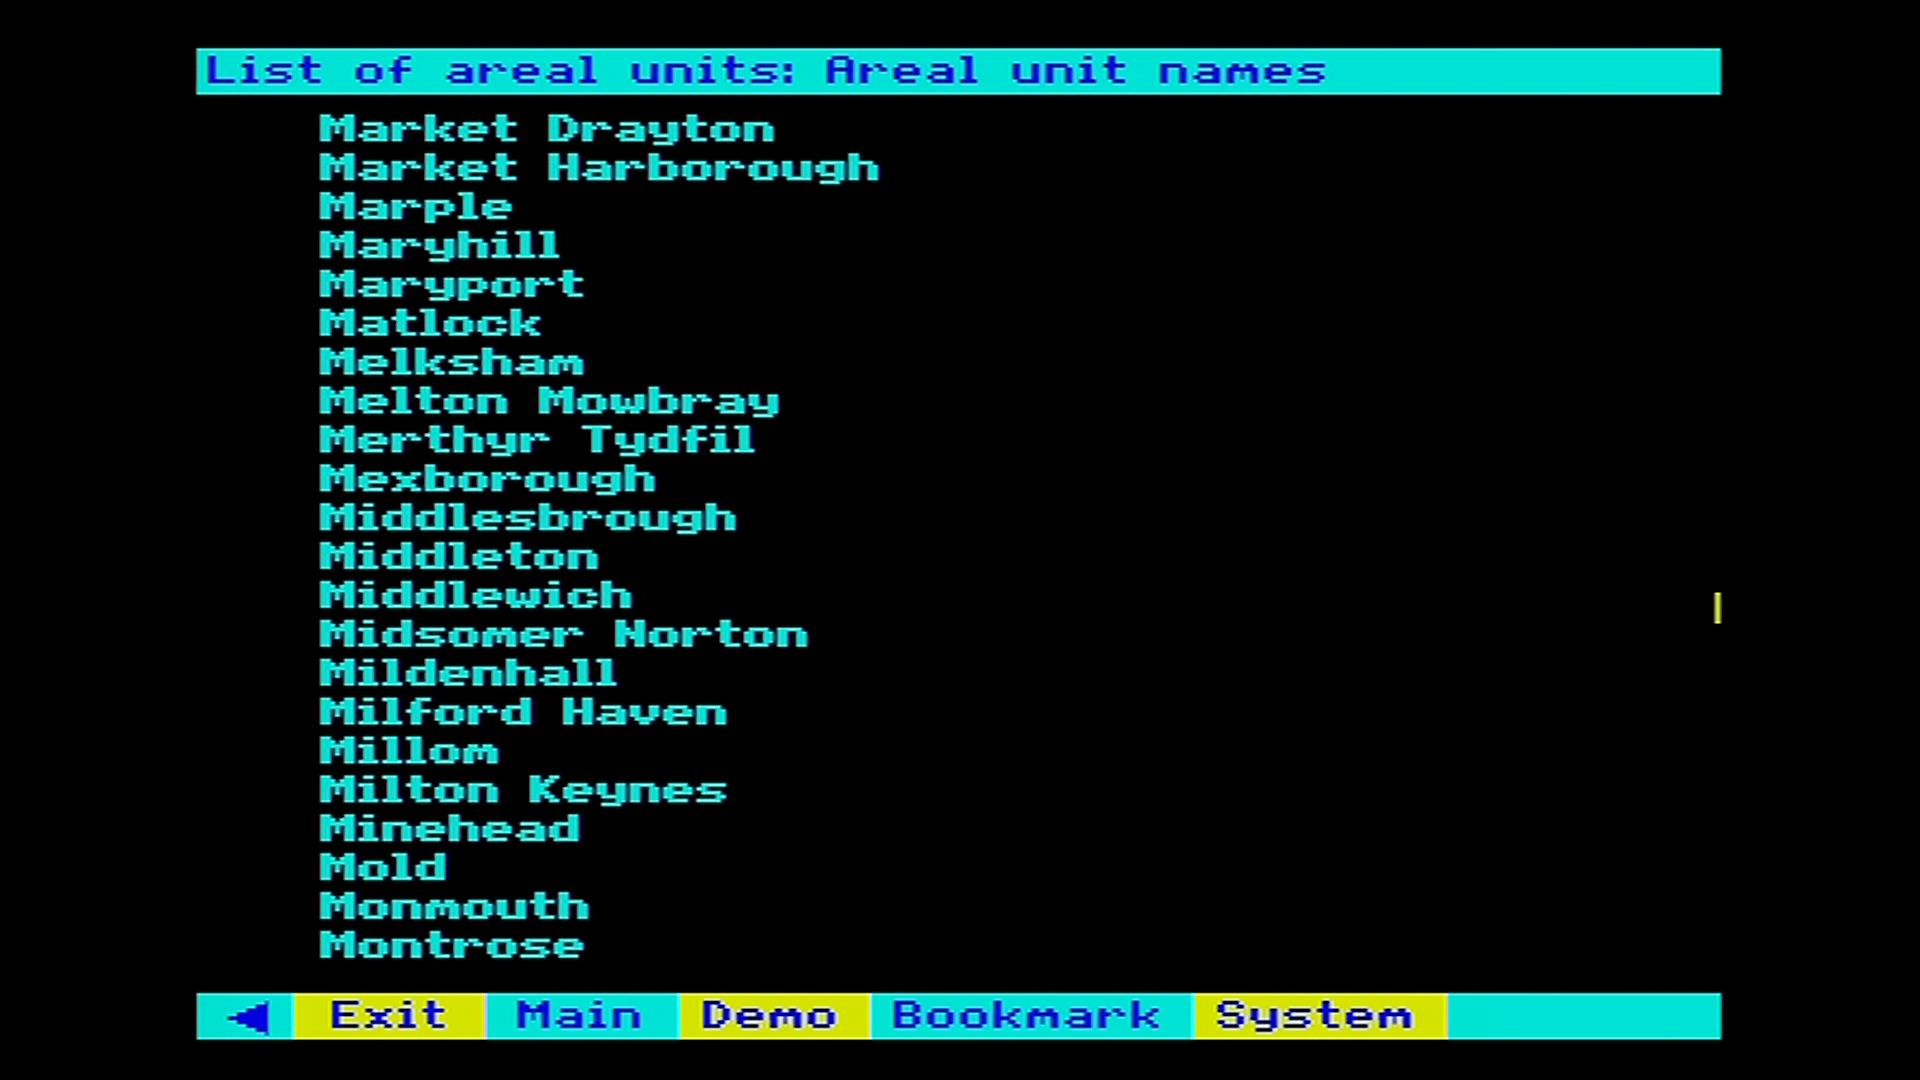 List of areal units: Areal unit names
Market Drayton
Market Harborough
Marple
Maryhill
Maryport
Matlock
Melksham
Melton Mowbray
Merthyr Tydfil
Mexborough
Middlesbrough
Middleton
Middlewich
Midsomer Norton
Mildenhall
Milford Haven
Millom
Milton Keynes
Minehead
Mold
Monmouth
Montrose
Exit Main Demo Bookmark System